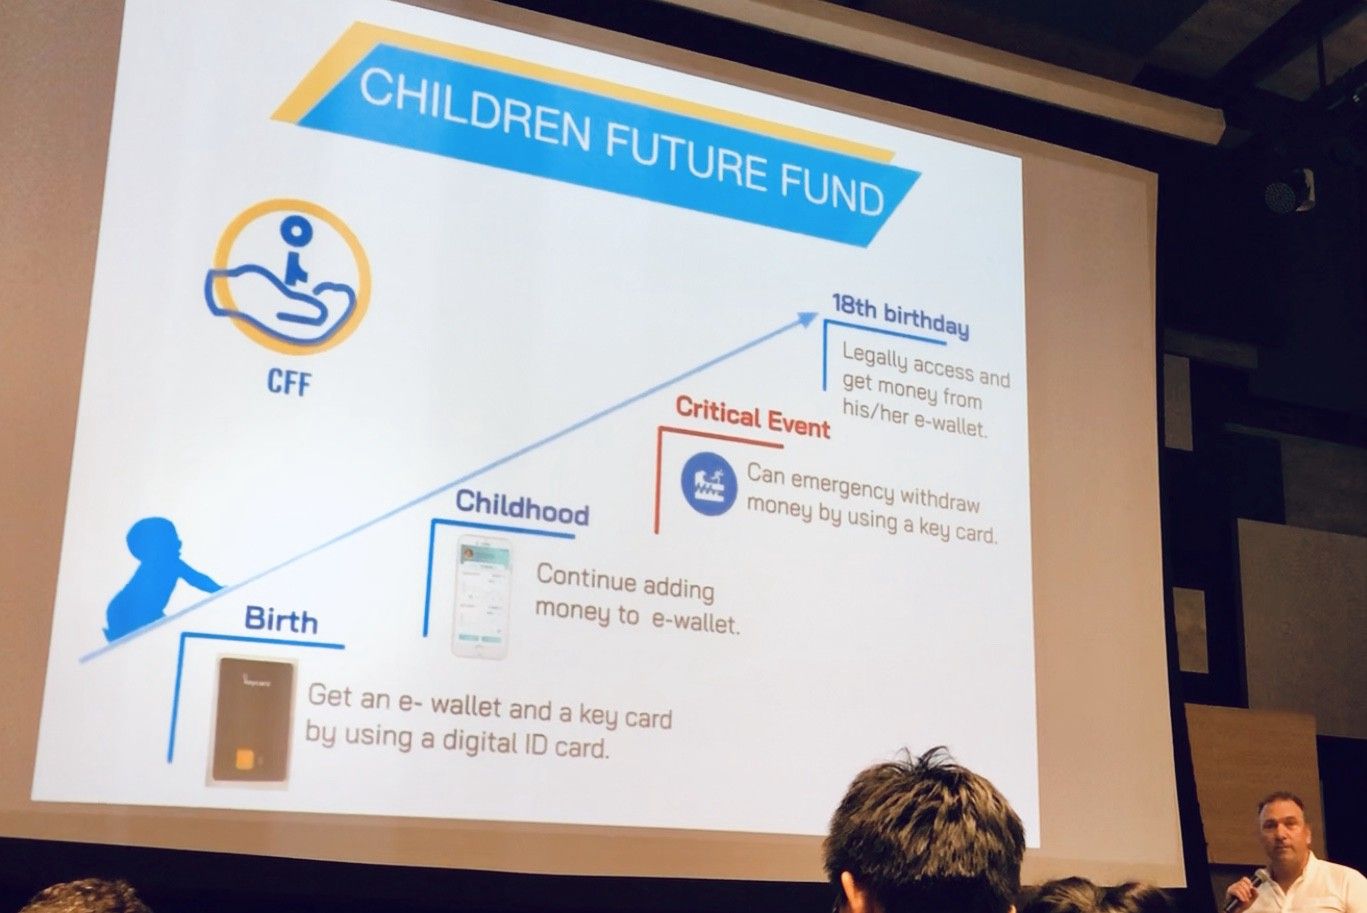 CHILDREN FUTURE FUND
CFF
18th birthday
Legally access and
get money from
his/her e-wallet.
Critical Event
Can emergency withdraw
money by using a key card.
Childhood
Continue adding
money to e-wallet.
Birth
Get an e- wallet and a key card
by using a digital ID card.